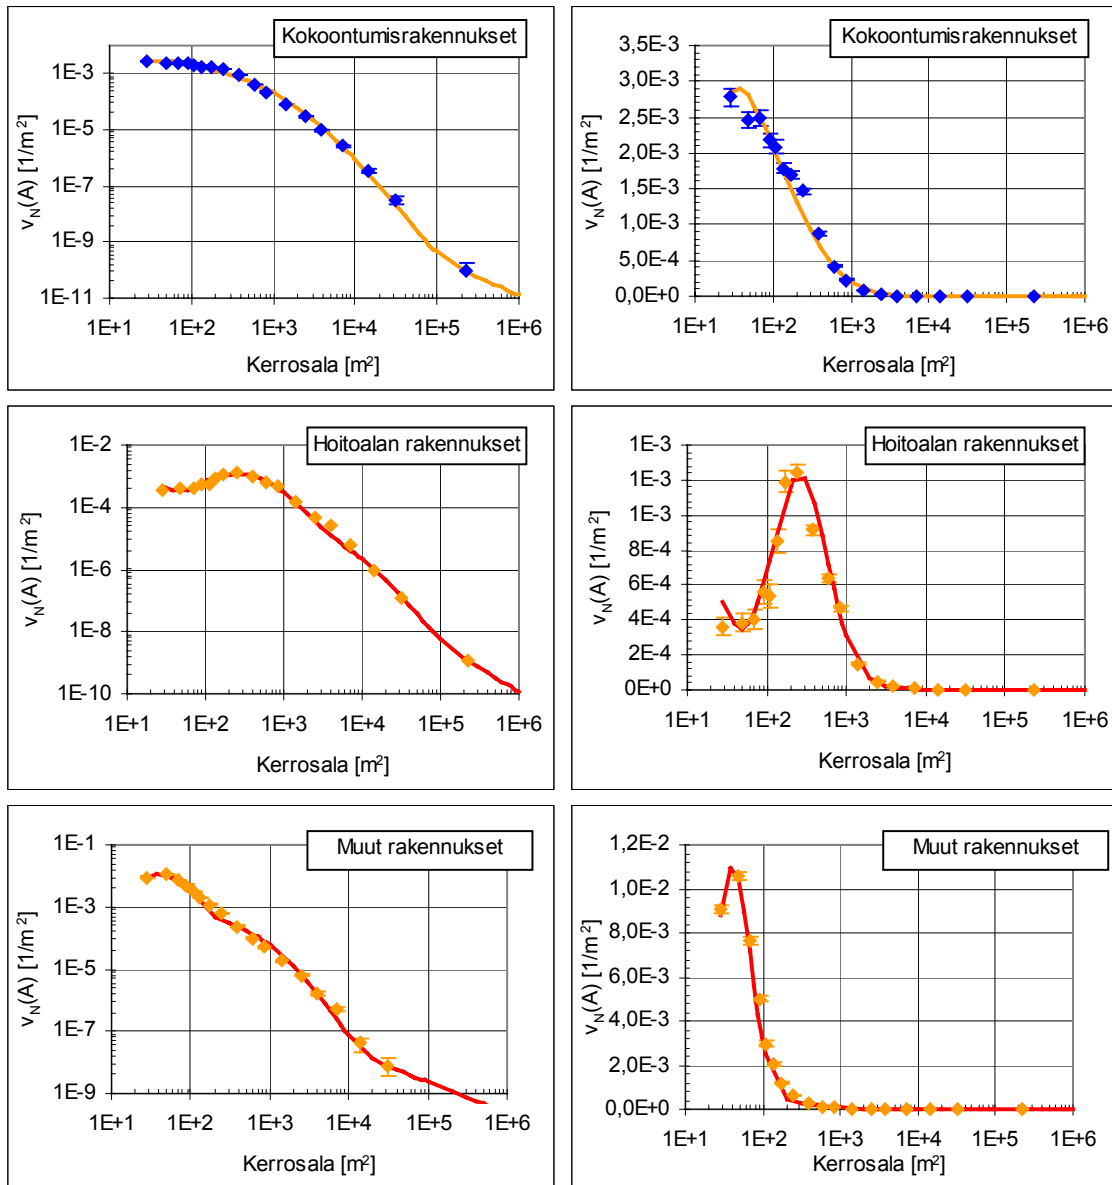 Kokoontumisrakennukset
1E-3
1E-5
1E-7
1E-9
1E-11
v_N(A) [1/m²]
1E+1 1E+2 1E+3 1E+4 1E+5 1E+6
Kerrosala [m²]
Kokoontumisrakennukset
3,5E-3
3,0E-3
2,5E-3
2,0E-3
1,5E-3
1,0E-3
5,0E-4
0,0E+0
v_N(A) [1/m²]
1E+1 1E+2 1E+3 1E+4 1E+5 1E+6
Kerrosala [m²]
Hoitoalan rakennukset
1E-2
1E-4
1E-6
1E-8
1E-10
v_N(A) [1/m²]
1E+1 1E+2 1E+3 1E+4 1E+5 1E+6
Kerrosala [m²]
Hoitoalan rakennukset
1E-3
1E-3
1E-3
8E-4
6E-4
4E-4
2E-4
0E+0
v_N(A) [1/m²]
1E+1 1E+2 1E+3 1E+4 1E+5 1E+6
Kerrosala [m²]
Muut rakennukset
1E-1
1E-3
1E-5
1E-7
1E-9
v_N(A) [1/m²]
1E+1 1E+2 1E+3 1E+4 1E+5 1E+6
Kerrosala [m²]
Muut rakennukset
1,2E-2
1,0E-2
8,0E-3
6,0E-3
4,0E-3
2,0E-3
0,0E+0
v_N(A) [1/m²]
1E+1 1E+2 1E+3 1E+4 1E+5 1E+6
Kerrosala [m²]